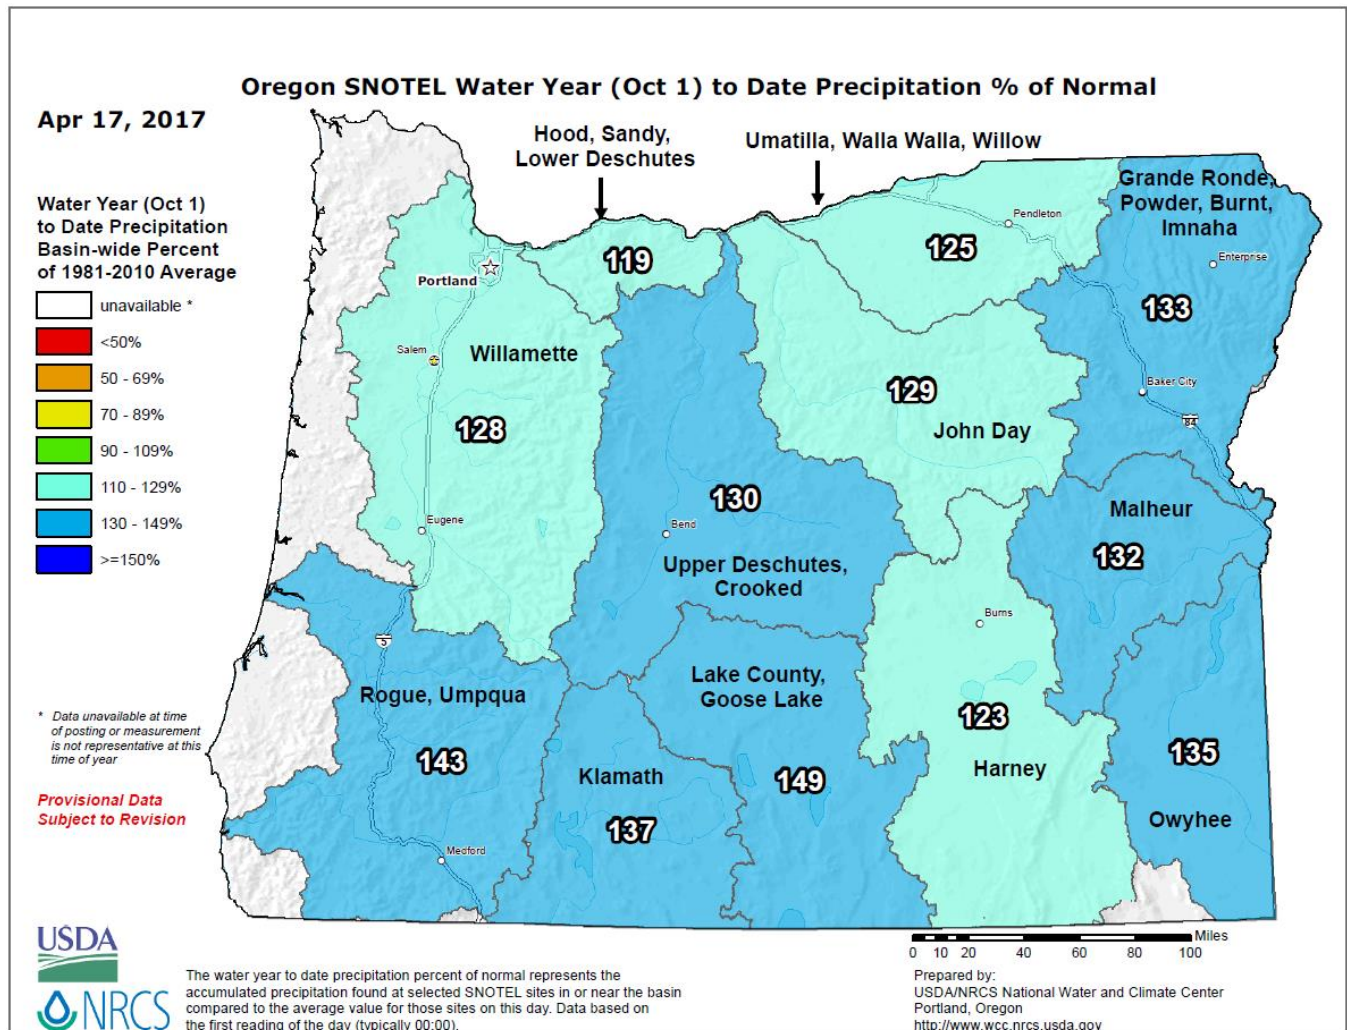 Oregon SNOTEL Water Year (Oct 1) to Date Precipitation % of Normal
Apr 17, 2017
Hood, Sandy,
Lower Deschutes
Umatilla, Walla Walla, Willow
Grande Ronde,
Powder, Burnt,
Imnaha
Water Year (Oct 1)
to Date Precipitation
Basin-wide Percent
of 1981-2010 Average
unavailable *
<50%
50 - 69%
70 - 89%
90 - 109%
110 - 129%
130 - 149%
>=150%
Pendleton
125
119
Enterprise
Portland
133
Salem
Willamette
128
129
John Day
Baker City
84
130
Bend
Upper Deschutes,
Crooked
Malheur
132
Eugene
Burns
5
Rogue, Umpqua
143
Lake County,
Goose Lake
149
123
Harney
135
Owyhee
Klamath
137
Medford
* Data unavailable at time
of posting or measurement
is not representative at this
time of year
Provisional Data
Subject to Revision
Miles
0 10 20 40 60 80 100
USDA
NRCS
The water year to date precipitation percent of normal represents the
accumulated precipitation found at selected SNOTEL sites in or near the basin
compared to the average value for those sites on this day. Data based on
the first reading of the day (typically 00:00).
Prepared by:
USDA/NRCS National Water and Climate Center
Portland, Oregon
http://www.wcc.nrcs.usda.gov